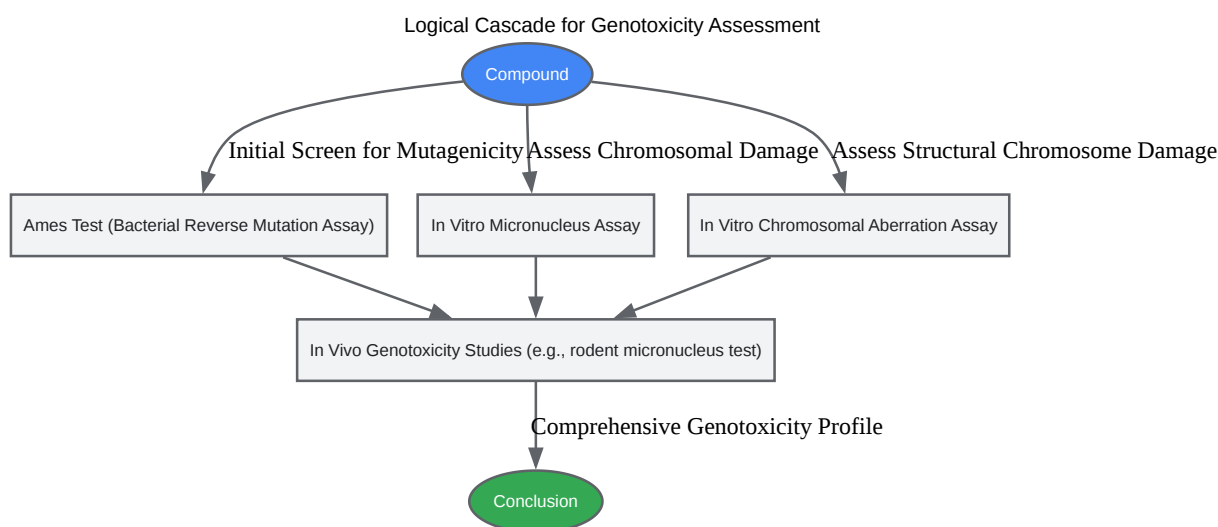 Logical Cascade for Genotoxicity Assessment
Compound
Initial Screen for Mutagenicity
Assess Chromosomal Damage
Assess Structural Chromosome Damage
Ames Test (Bacterial Reverse Mutation Assay)
In Vitro Micronucleus Assay
In Vitro Chromosomal Aberration Assay
In Vivo Genotoxicity Studies (e.g., rodent micronucleus test)
Comprehensive Genotoxicity Profile
Conclusion